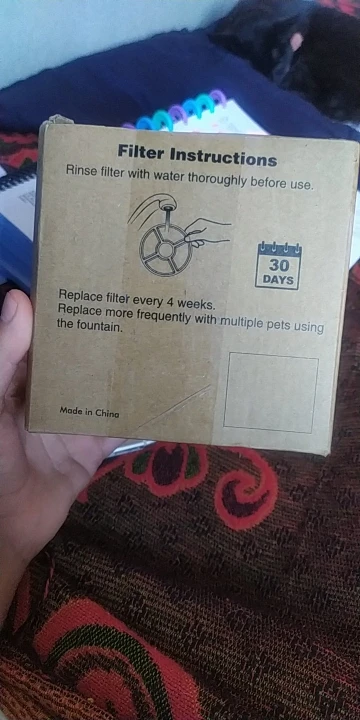 Filter Instructions
Rinse filter with water thoroughly before use.
30
DAYS
Replace filter every 4 weeks.
Replace more frequently with multiple pets using
the fountain.
Made in China